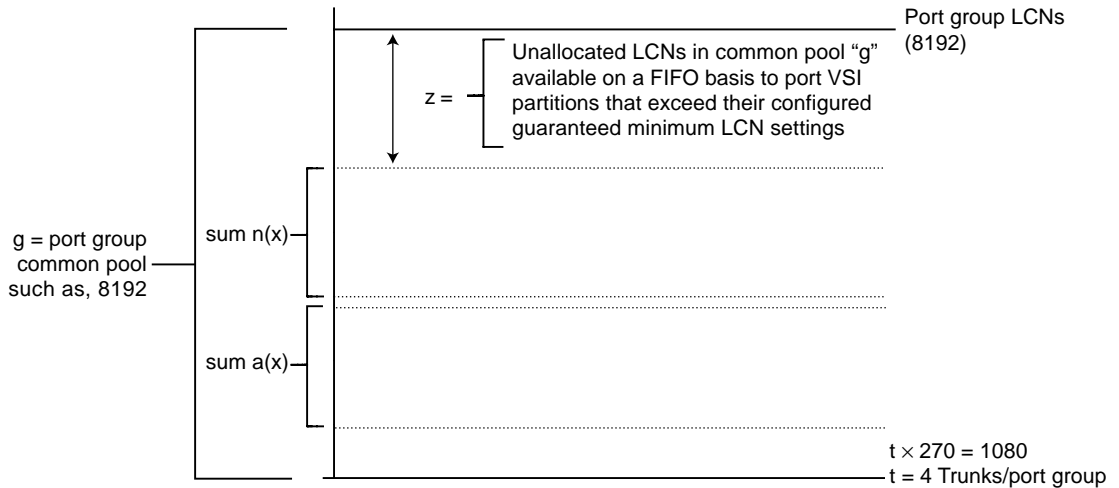 Port group LCNs
(8192)
Unallocated LCNs in common pool “g”
available on a FIFO basis to port VSI
partitions that exceed their configured
guaranteed minimum LCN settings
z =
g = port group
common pool
such as, 8192
sum n(x)
sum a(x)
t × 270 = 1080
t = 4 Trunks/port group